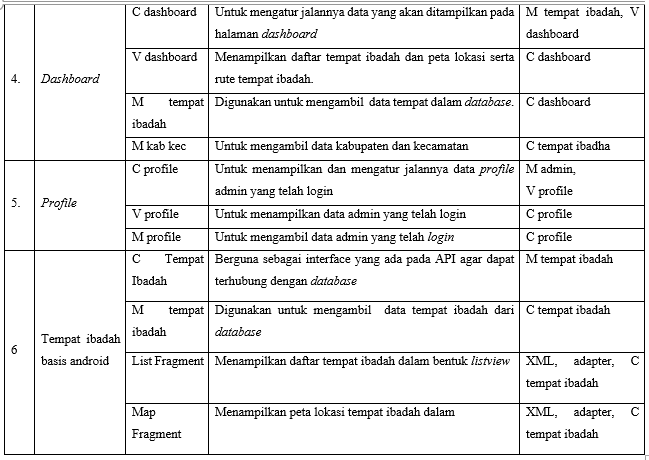 C dashboard Untuk mengatur jalannya data yang akan ditampilkan pada M tempat ibadah, V
halaman dashboard dashboard
V dashboard Menampilkan daftar tempat ibadah dan peta lokasi serta C dashboard
4. Dashboard rute tempat ibadah.
M tempat Digunakan untuk mengambil data tempat dalam database. C dashboard
ibadah
M kab kec Untuk mengambil data kabupaten dan kecamatan C tempat ibadha
C profile Untuk menampilkan dan mengatur jalannya data profile M admin,
admin yang telah login V profile
5. Profile
V profile Untuk menampilkan data admin yang telah login C profile
M profile Untuk mengambil data admin yang telah login C profile
C Tempat Berguna sebagai interface yang ada pada API agar dapat M tempat ibadah
Ibadah terhubung dengan database
M tempat Digunakan untuk mengambil data tempat ibadah dari C tempat ibadah
ibadah database
6 Tempat ibadah
basis android
List Fragment Menampilkan daftar tempat ibadah dalam bentuk listview XML, adapter, C
tempat ibadah
Map Menampilkan peta lokasi tempat ibadah dalam XML, adapter, C
Fragment tempat ibadah